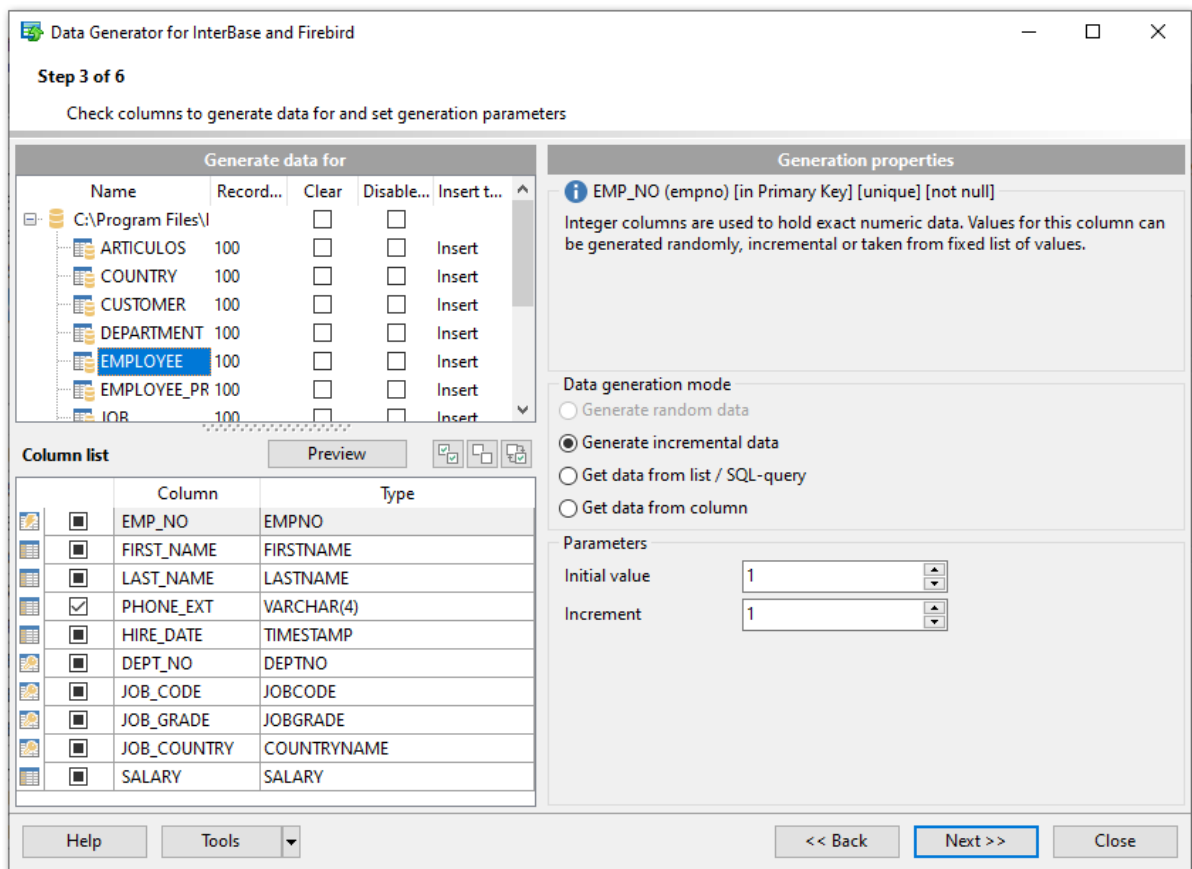 Data Generator for InterBase and Firebird
Step 3 of 6
Check columns to generate data for and set generation parameters
Generate data for
Name Record... Clear Disable... Insert t...
C:\Program Files\I
ARTICULOS 100 Insert
COUNTRY 100 Insert
CUSTOMER 100 Insert
DEPARTMENT 100 Insert
EMPLOYEE 100 Insert
EMPLOYEE_PR 100 Insert
JOB 100 Insert
Column list Preview
Column Type
EMP_NO EMPNO
FIRST_NAME FIRSTNAME
LAST_NAME LASTNAME
PHONE_EXT VARCHAR(4)
HIRE_DATE TIMESTAMP
DEPT_NO DEPTNO
JOB_CODE JOBCODE
JOB_GRADE JOBGRADE
JOB_COUNTRY COUNTRYNAME
SALARY SALARY
Generation properties
EMP_NO (empno) [in Primary Key] [unique] [not null]
Integer columns are used to hold exact numeric data. Values for this column can
be generated randomly, incremental or taken from fixed list of values.
Data generation mode
Generate random data
Generate incremental data
Get data from list / SQL-query
Get data from column
Parameters
Initial value 1
Increment 1
Help Tools << Back Next >> Close